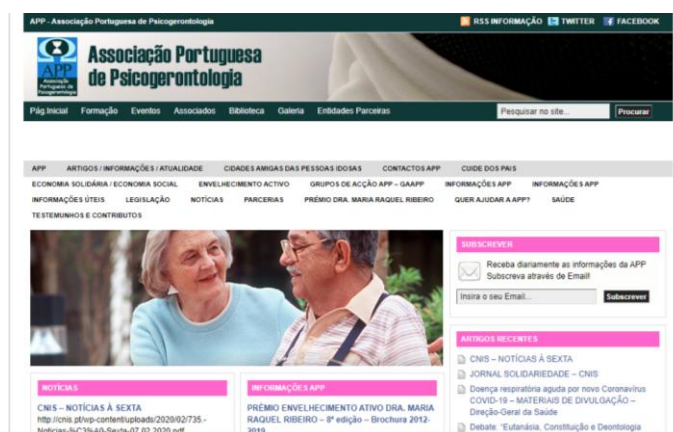 APP - Associação Portuguesa de Psicogerontologia
RSS INFORMAÇÃO TWITTER FACEBOOK
APP
Associação
Portuguesa de
Psicogerontologia
Associação Portuguesa
de Psicogerontologia
Pág.Inicial Formação Eventos Associados Biblioteca Galeria Entidades Parceiras
Pesquisar no site... Procurar
APP ARTIGOS / INFORMAÇÕES / ATUALIDADE CIDADES AMIGAS DAS PESSOAS IDOSAS CONTACTOS APP CUIDE DOS PAIS
ECONOMIA SOLIDÁRIA / ECONOMIA SOCIAL ENVELHECIMENTO ACTIVO GRUPOS DE ACÇÃO APP – GAAPP INFORMAÇÕES APP INFORMAÇÕES APP
INFORMAÇÕES ÚTEIS LEGISLAÇÃO NOTÍCIAS PARCERIAS PRÉMIO DRA. MARIA RAQUEL RIBEIRO QUER AJUDAR A APP? SAÚDE
TESTEMUNHOS E CONTRIBUTOS
SUBSCREVER
Receba diariamente as informações da APP
Subscreva através de Email!
Insira o seu Email... Subscrever
ARTIGOS RECENTES
CNIS – NOTÍCIAS À SEXTA
JORNAL SOLIDARIEDADE – CNIS
Doença respiratória aguda por novo Coronavírus
COVID-19 – MATERIAIS DE DIVULGAÇÃO –
Direção-Geral da Saúde
Debate: "Eutanásia, Constituição e Deontologia
NOTÍCIAS
CNIS – NOTÍCIAS À SEXTA
http://cnis.pt/wp-content/uploads/2020/02/735.-
Noticias-%C3%A0-Sexta-07.02.2020.pdf
INFORMAÇÕES APP
PRÉMIO ENVELHECIMENTO ATIVO DRA. MARIA
RAQUEL RIBEIRO – 8ª edição – Brochura 2012-
2019